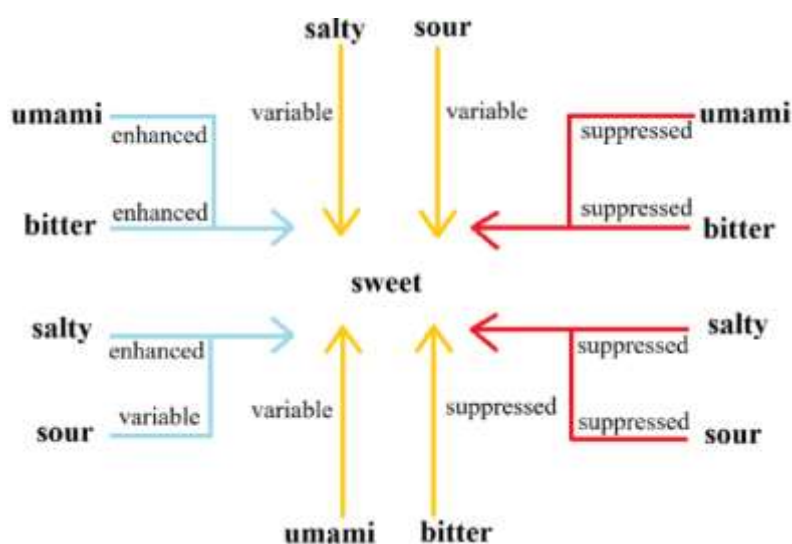 salty sour
umami variable variable umami
enhanced suppressed
bitter enhanced suppressed bitter
sweet
salty salty
enhanced suppressed
sour variable variable suppressed suppressed sour
umami bitter